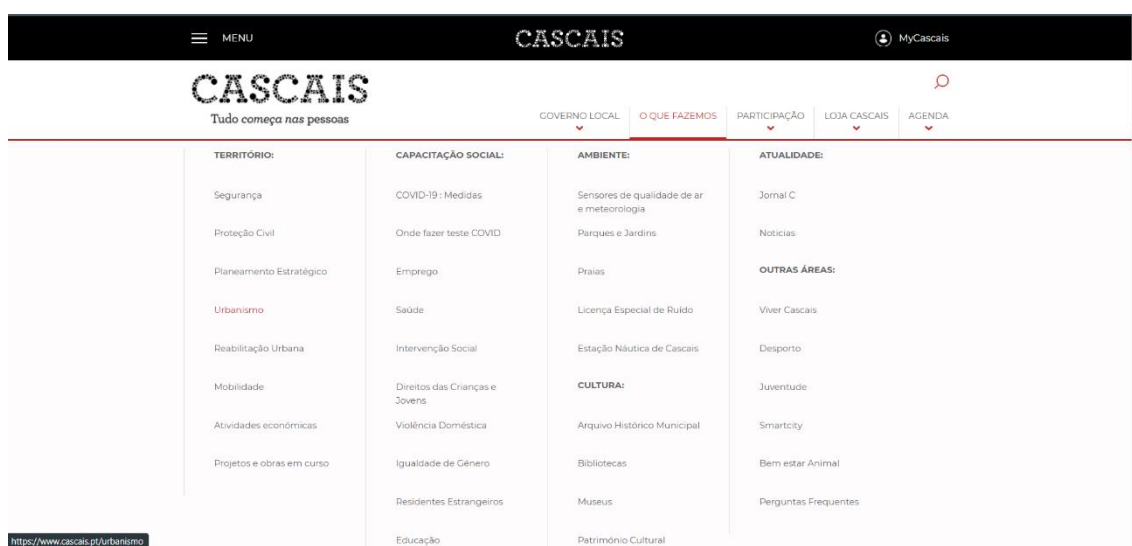 MENU
CASCAIS
MyCascais
CASCAIS
Tudo começa nas pessoas
GOVERNO LOCAL
O QUE FAZEMOS
PARTICIPAÇÃO
LOJA CASCAIS
AGENDA
TERRITÓRIO:
Segurança
Proteção Civil
Planeamento Estratégico
Urbanismo
Reabilitação Urbana
Mobilidade
Atividades económicas
Projetos e obras em curso
CAPACITAÇÃO SOCIAL:
COVID-19 : Medidas
Onde fazer teste COVID
Emprego
Saúde
Intervenção Social
Direitos das Crianças e
Jovens
Violência Doméstica
Igualdade de Género
Residentes Estrangeiros
Educação
AMBIENTE:
Sensores de qualidade de ar
e meteorologia
Parques e Jardins
Praias
Licença Especial de Ruído
Estação Náutica de Cascais
CULTURA:
Arquivo Histórico Municipal
Bibliotecas
Museus
Património Cultural
ATUALIDADE:
Jornal C
Noticias
OUTRAS ÁREAS:
Viver Cascais
Desporto
Juventude
Smartcity
Bem estar Animal
Perguntas Frequentes
https://www.cascais.pt/urbanismo